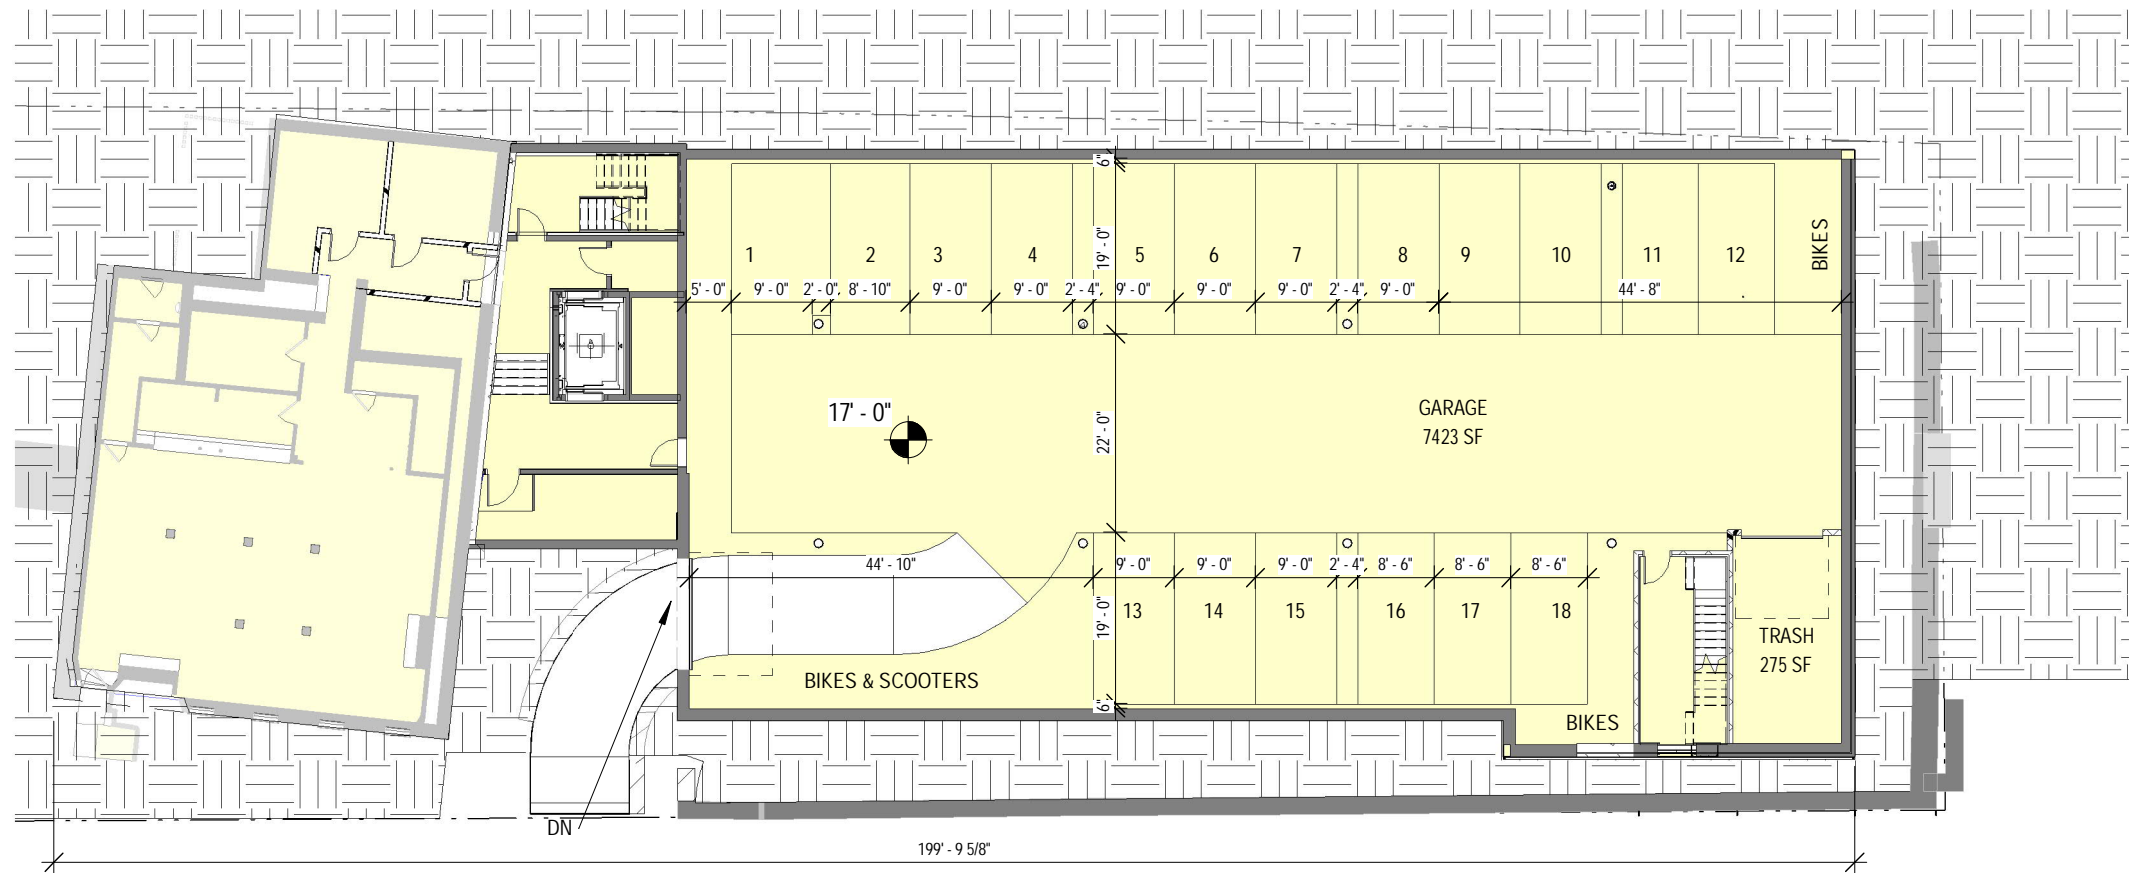 6"
1
2
3
4
5
6
7
8
9
10
11
12
BIKES
19' - 0"
5' - 0"
9' - 0"
2' - 0"
8' - 10"
9' - 0"
9' - 0"
2' - 4"
9' - 0"
9' - 0"
9' - 0"
2' - 4"
9' - 0"
44' - 8"
17' - 0"
22' - 0"
GARAGE
7423 SF
44' - 10"
9' - 0"
9' - 0"
9' - 0"
2' - 4"
8' - 6"
8' - 6"
8' - 6"
19' - 0"
13
14
15
16
17
18
TRASH
275 SF
BIKES & SCOOTERS
6"
BIKES
DN
199' - 9 5/8"